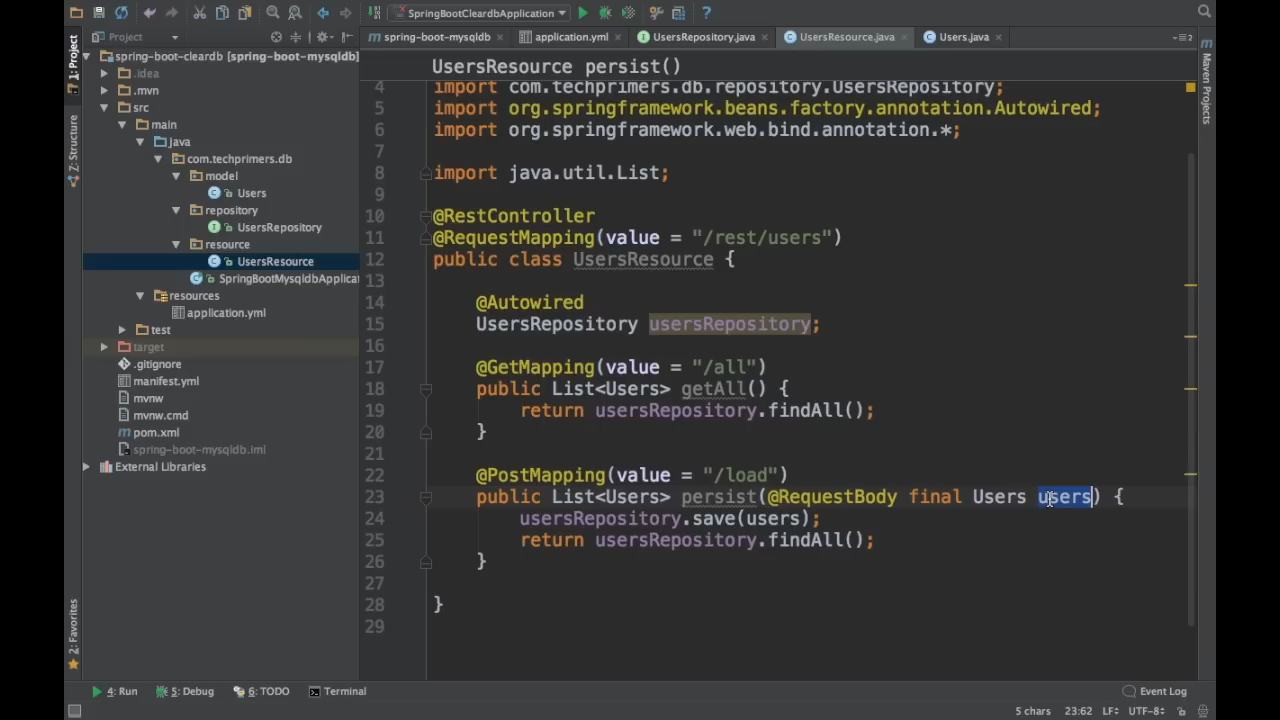 SpringBootCleardbApplication
Project
spring-boot-mysqldb
application.yml
UsersRepository.java
UsersResource.java
Users.java
1: Project
Z: Structure
2: Favorites
Maven Projects
spring-boot-cleardb [spring-boot-mysqldb]
.idea
.mvn
src
main
java
com.techprimers.db
model
Users
repository
UsersRepository
resource
UsersResource
SpringBootMysqldbApplica
resources
application.yml
test
target
.gitignore
manifest.yml
mvnw
mvnw.cmd
pom.xml
spring-boot-mysqldb.iml
External Libraries
UsersResource persist()
4 import com.techprimers.db.repository.UsersRepository;
5 import org.springframework.beans.factory.annotation.Autowired;
6 import org.springframework.web.bind.annotation.*;
7
8 import java.util.List;
9
10 @RestController
11 @RequestMapping(value = "/rest/users")
12 public class UsersResource {
13
14 @Autowired
15 UsersRepository usersRepository;
16
17 @GetMapping(value = "/all")
18 public List<Users> getAll() {
19 return usersRepository.findAll();
20 }
21
22 @PostMapping(value = "/load")
23 public List<Users> persist(@RequestBody final Users users) {
24 usersRepository.save(users);
25 return usersRepository.findAll();
26 }
27
28 }
29
4: Run
5: Debug
6: TODO
Terminal
Event Log
5 chars 23:62 LF UTF-8